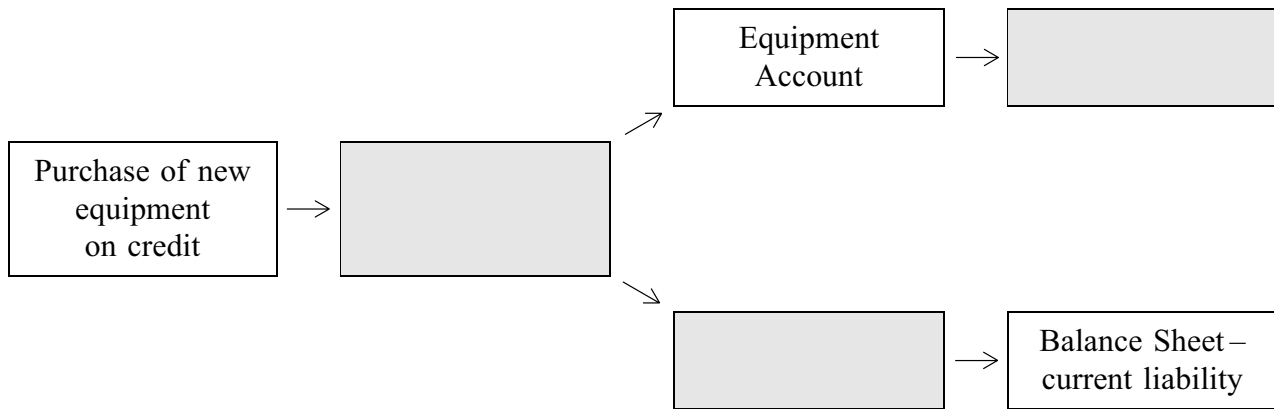 Equipment
Account
Purchase of new
equipment
on credit
Balance Sheet –
current liability